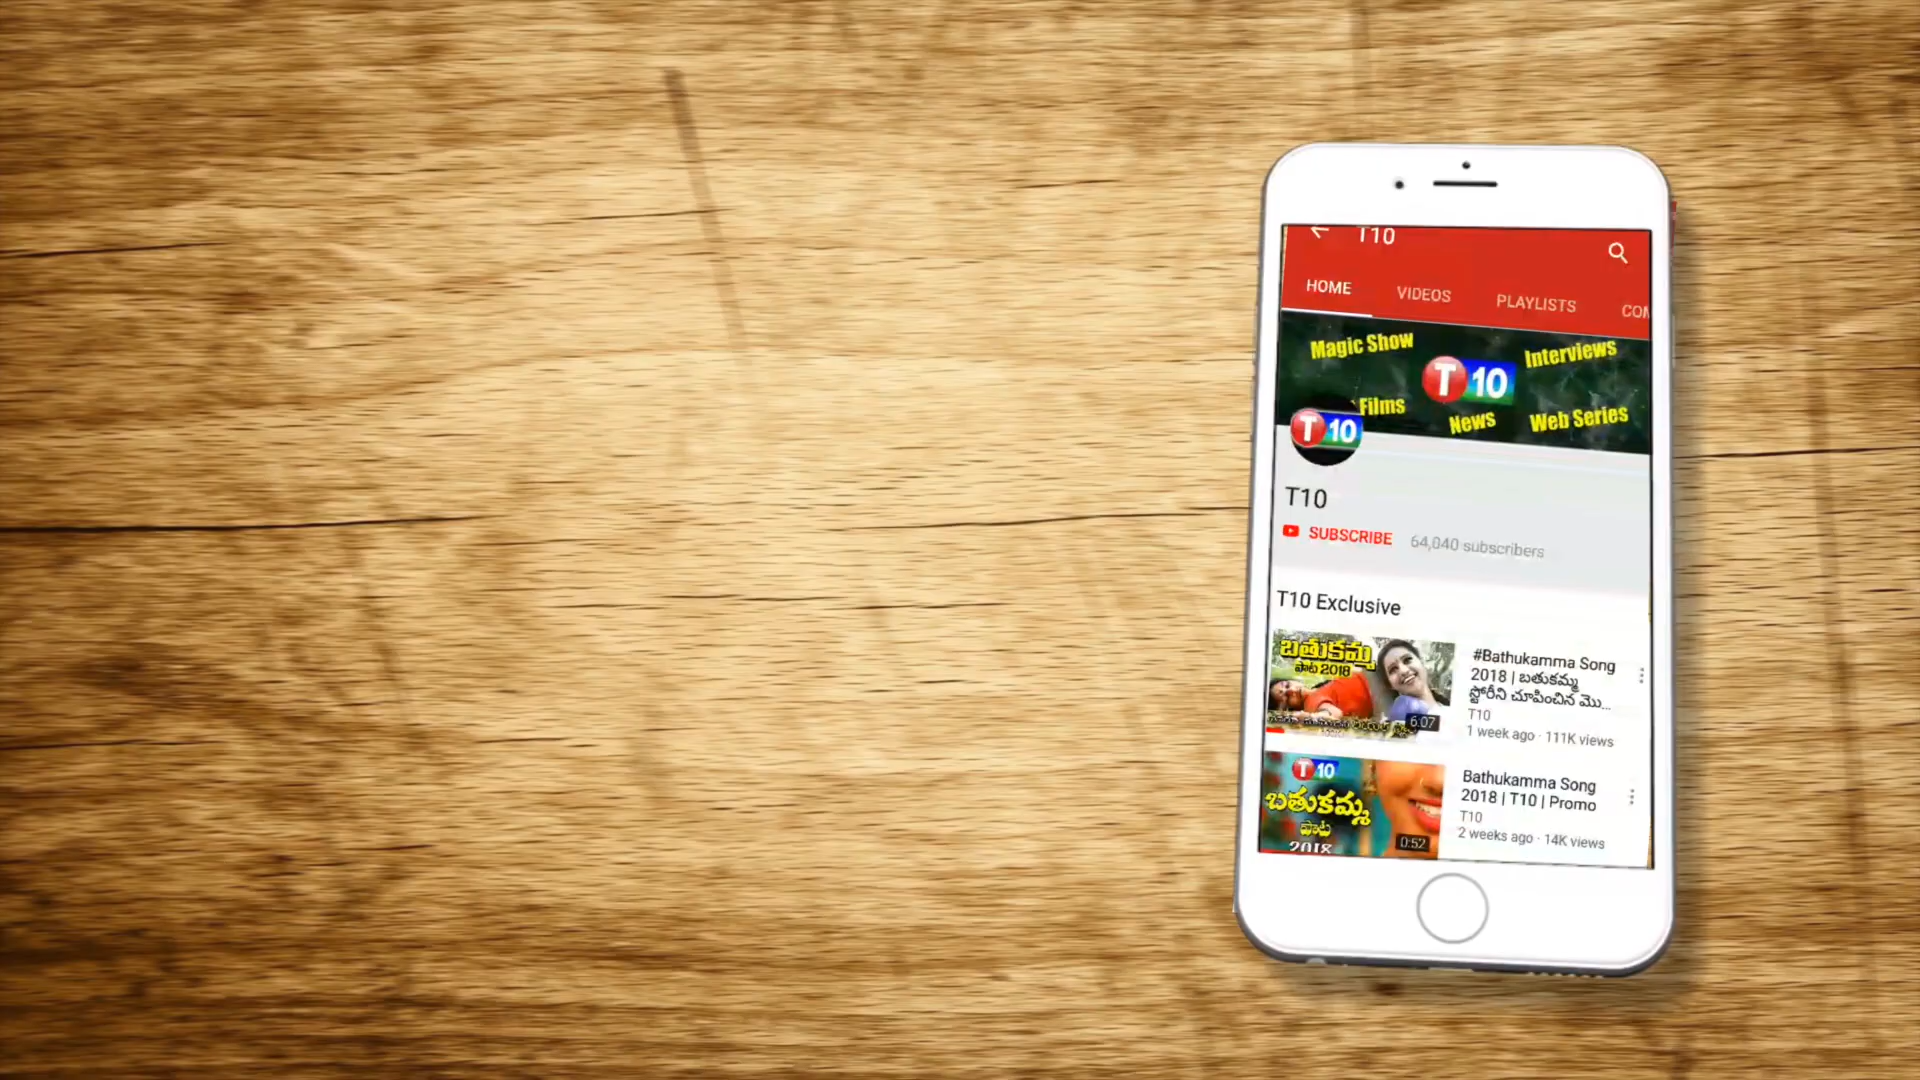 T10
HOME VIDEOS PLAYLISTS CON
Magic Show
Interviews
T 10
Films
News
Web Series
T 10
T10
SUBSCRIBE 64,040 subscribers
T10 Exclusive
బతుకమ్మ
పాట 2018
6:07
#Bathukamma Song
2018 | బతుకమ్మ
స్టోరీని చూపించిన మొ...
T10
1 week ago · 111K views
T 10
బతుకమ్మ
పాట
2018
0:52
Bathukamma Song
2018 | T10 | Promo
T10
2 weeks ago · 14K views